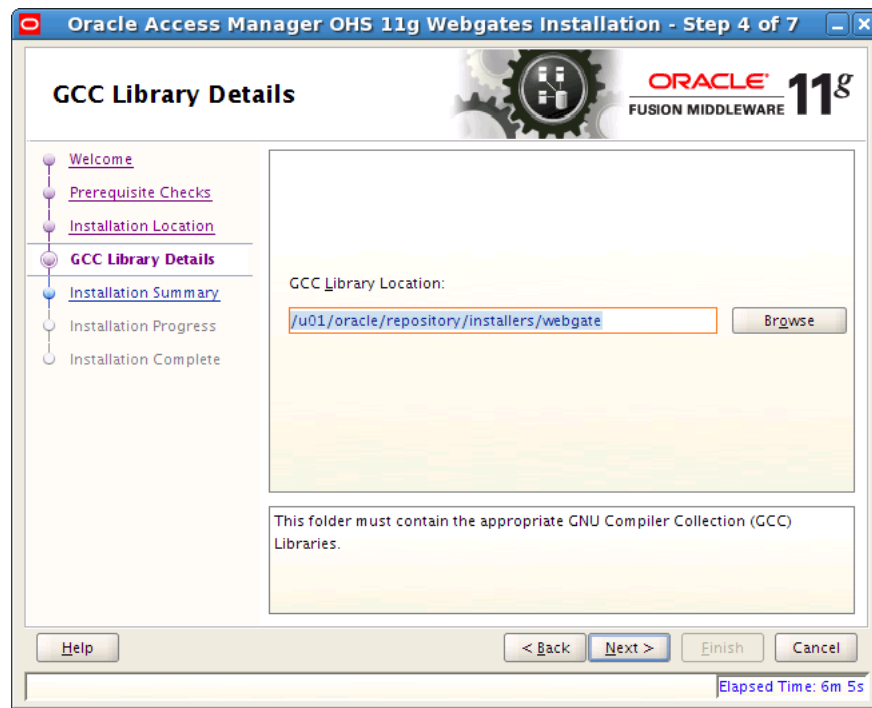 Oracle Access Manager OHS 11g Webgates Installation - Step 4 of 7
GCC Library Details
ORACLE
FUSION MIDDLEWARE
11g
Welcome
Prerequisite Checks
Installation Location
GCC Library Details
Installation Summary
Installation Progress
Installation Complete
GCC Library Location:
/u01/oracle/repository/installers/webgate
Browse
This folder must contain the appropriate GNU Compiler Collection (GCC)
Libraries.
Help
< Back
Next >
Finish
Cancel
Elapsed Time: 6m 5s